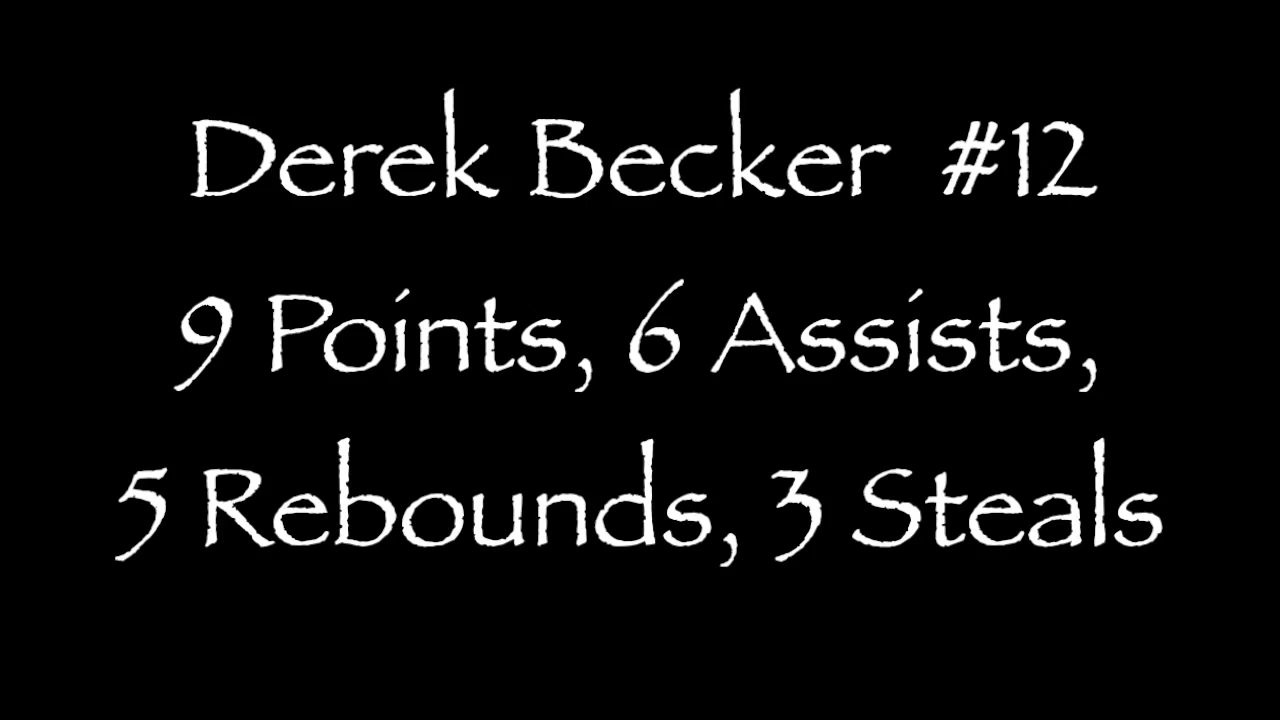 Derek Becker #12
9 Points, 6 Assists,
5 Rebounds, 3 Steals